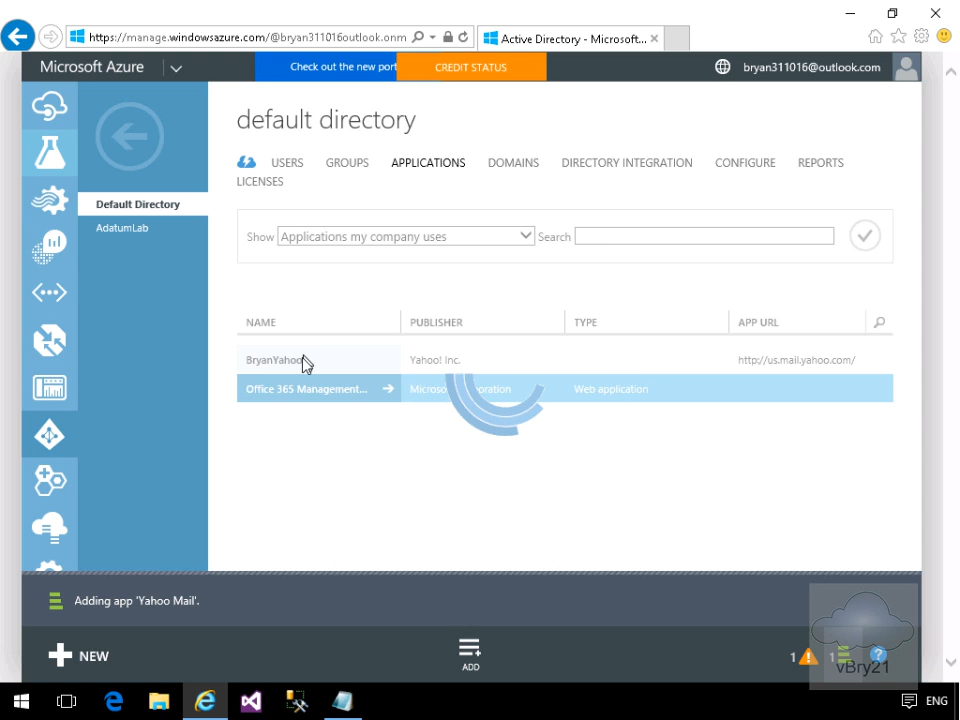 https://manage.windowsazure.com/@bryan311016outlook.onm
Active Directory - Microsoft...
Microsoft Azure
Check out the new port
CREDIT STATUS
bryan311016@outlook.com
default directory
USERS GROUPS APPLICATIONS DOMAINS DIRECTORY INTEGRATION CONFIGURE REPORTS
LICENSES
Default Directory
AdatumLab
Show Applications my company uses Search
NAME PUBLISHER TYPE APP URL
BryanYahoo Yahoo! Inc. http://us.mail.yahoo.com/
Office 365 Management... Microsoft Corporation Web application
Adding app 'Yahoo Mail'.
NEW
ADD
1 1 ?
vBry21
ENG